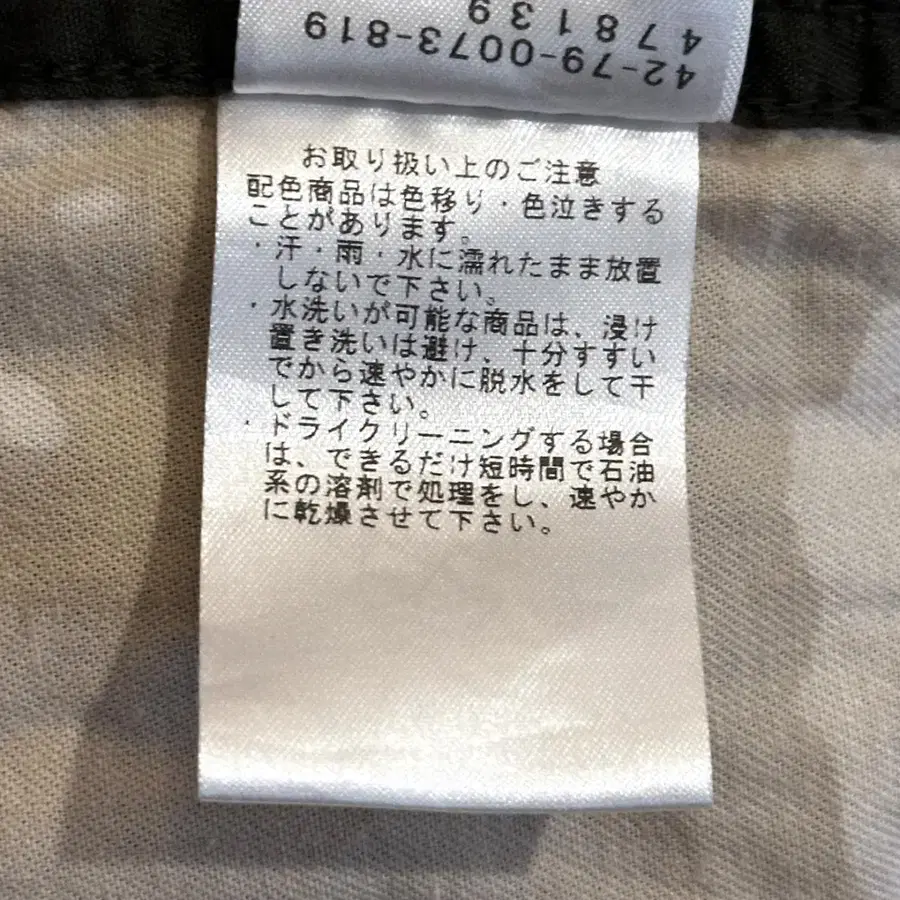 42-79-0073-819
478139
お取り扱い上のご注意
配色商品は色移り・色泣きする
ことがあります。
・汗・雨・水に濡れたまま放置
しないで下さい。
・水洗いが可能な商品は、浸け
置き洗いは避け、十分すすい
でから速やかに脱水をして干
して下さい。
・ドライクリーニングする場合
は、できるだけ短時間で石油
系の溶剤で処理をし、速やか
に乾燥させて下さい。